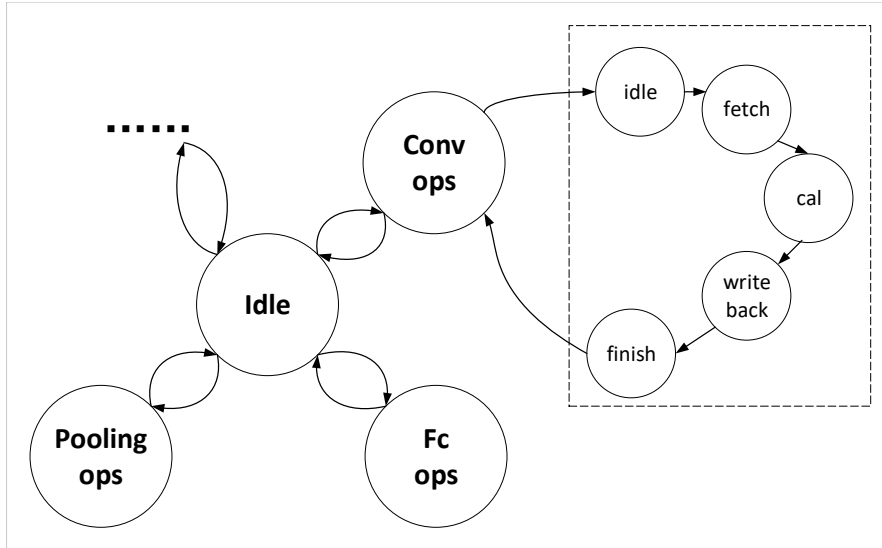 ......
Conv
ops
Idle
Pooling
ops
Fc
ops
idle
fetch
cal
write
back
finish